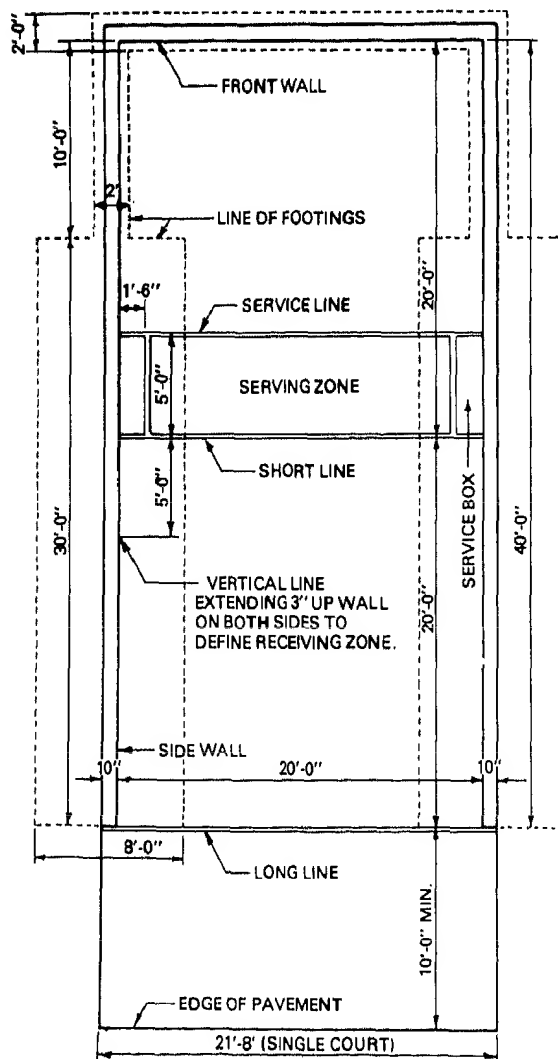 2'-0"
FRONT WALL
10'-0"
2'
LINE OF FOOTINGS
1'-6"
20'-0"
SERVICE LINE
5'-0"
SERVING ZONE
SHORT LINE
5'-0"
SERVICE BOX
30'-0"
40'-0"
VERTICAL LINE
EXTENDING 3" UP WALL
ON BOTH SIDES TO
DEFINE RECEIVING ZONE.
20'-0"
SIDE WALL
10"
20'-0"
10"
8'-0"
LONG LINE
10'-0" MIN.
EDGE OF PAVEMENT
21'-8' (SINGLE COURT)